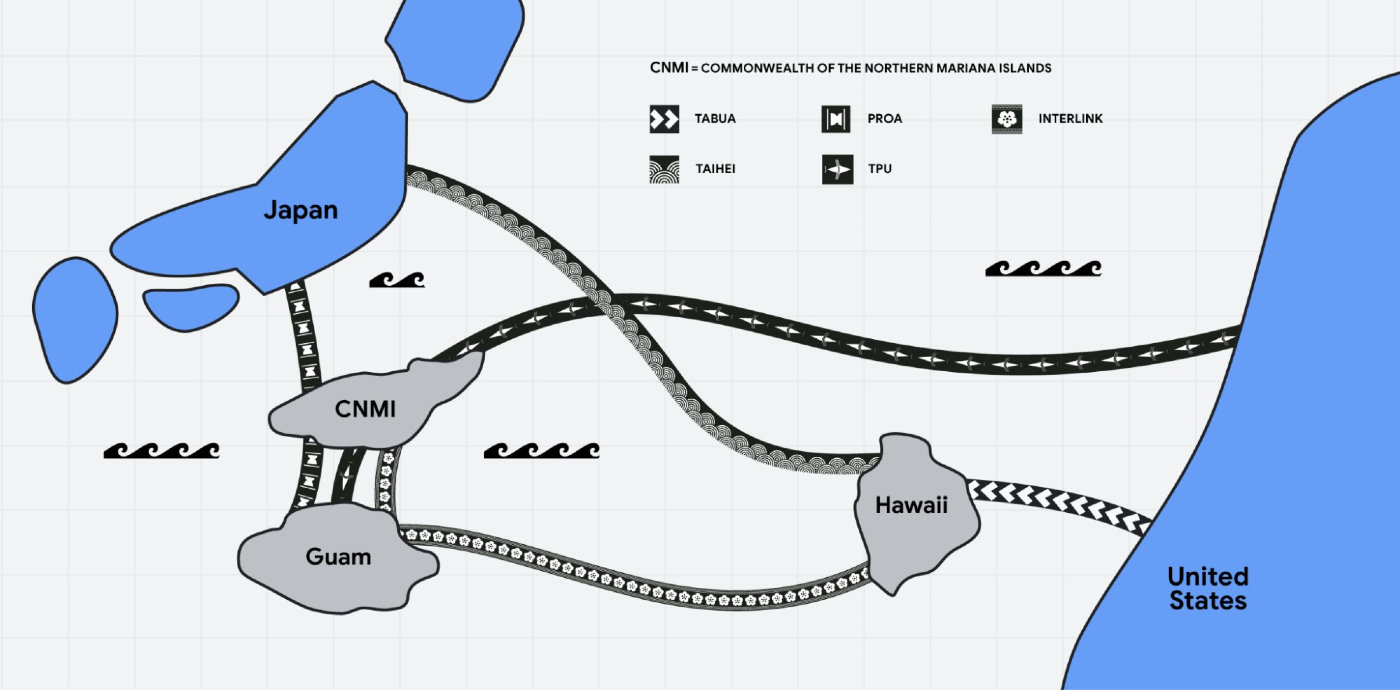 CNMI = COMMONWEALTH OF THE NORTHERN MARIANA ISLANDS
TABUA
PROA
INTERLINK
TAIHEI
TPU
Japan
CNMI
Hawaii
Guam
United
States